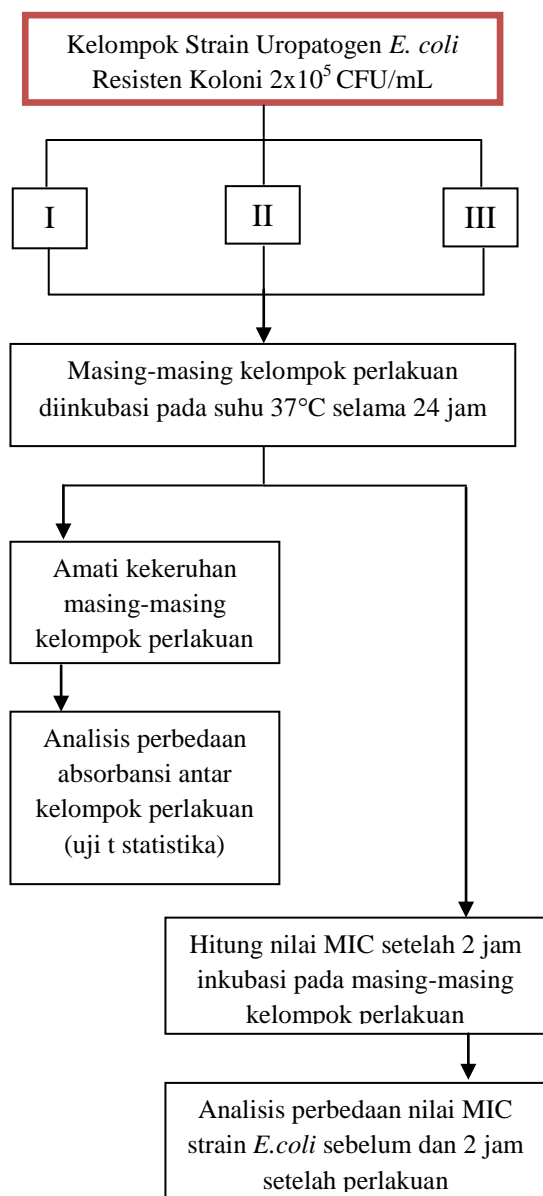 Kelompok Strain Uropatogen E. coli
Resisten Koloni 2x10⁵ CFU/mL
I
II
III
Masing-masing kelompok perlakuan
diinkubasi pada suhu 37°C selama 24 jam
Amati kekeruhan
masing-masing
kelompok perlakuan
Analisis perbedaan
absorbansi antar
kelompok perlakuan
(uji t statistika)
Hitung nilai MIC setelah 2 jam
inkubasi pada masing-masing
kelompok perlakuan
Analisis perbedaan nilai MIC
strain E.coli sebelum dan 2 jam
setelah perlakuan